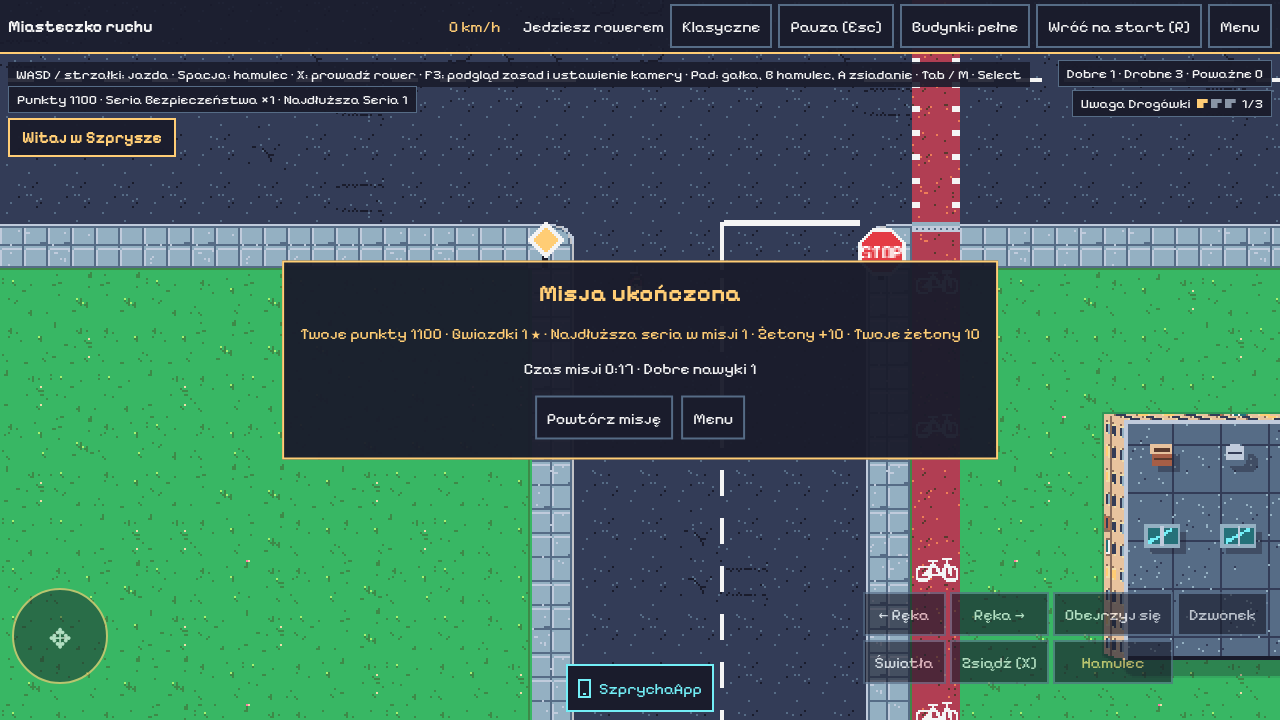 Miasteczko ruchu
0 km/h
Jedziesz rowerem
Klasyczne
Pauza (Esc)
Budynki: pełne
Wróć na start (R)
Menu
WASD / strzałki: jazda · Spacja: hamulec · X: prowadź rower · F3: podgląd zasad i ustawienie kamery · Pad: gałka, B hamulec, A zsiadanie · Tab / M · Select
Dobre 1 · Drobne 3 · Poważne 0
Punkty 1100 · Seria Bezpieczeństwa ×1 · Najdłuższa Seria 1
Uwaga Drogówki 1/3
Witaj w Szprysze
STOP
Misja ukończona
Twoje punkty 1100 · Gwiazdki 1 ★ · Najdłuższa seria w misji 1 · Żetony +10 · Twoje żetony 10
Czas misji 0:17 · Dobre nawyki 1
Powtórz misję
Menu
← Ręka
Ręka →
Obejrzyj się
Dzwonek
Światła
Zsiądź (X)
Hamulec
SzprychaApp